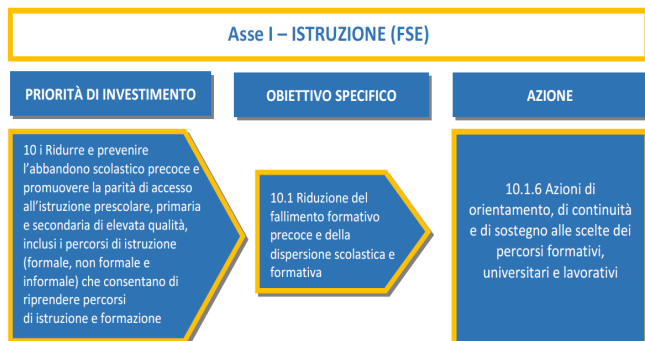 Asse I – ISTRUZIONE (FSE)
PRIORITÀ DI INVESTIMENTO
OBIETTIVO SPECIFICO
AZIONE
10 i Ridurre e prevenire
l’abbandono scolastico precoce e
promuovere la parità di accesso
all’istruzione prescolare, primaria
e secondaria di elevata qualità,
inclusi i percorsi di istruzione
(formale, non formale e
informale) che consentano di
riprendere percorsi
di istruzione e formazione
10.1 Riduzione del
fallimento formativo
precoce e della
dispersione scolastica e
formativa
10.1.6 Azioni di
orientamento, di continuità
e di sostegno alle scelte dei
percorsi formativi,
universitari e lavorativi